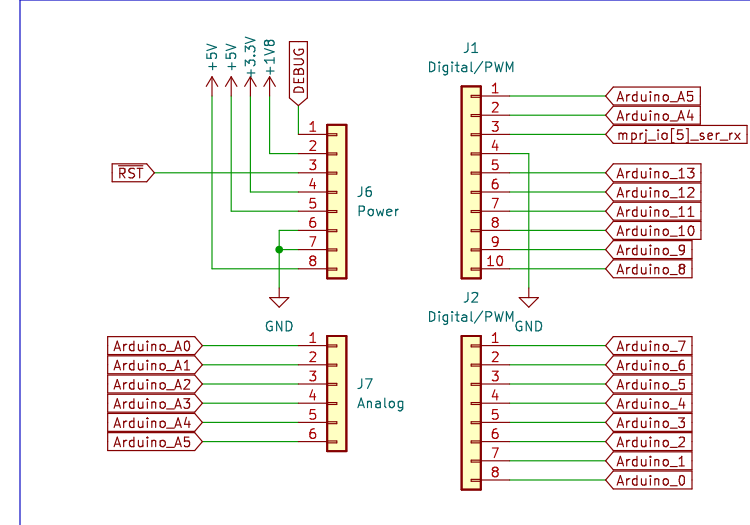 +5V
+5V
+3.3V
+1V8
DEBUG
RST
1
2
3
4
5
6
7
8
J6
Power
GND
J1
Digital/PWM
1
2
3
4
5
6
7
8
9
10
Arduino_A5
Arduino_A4
mprj_io[5]_ser_rx
Arduino_13
Arduino_12
Arduino_11
Arduino_10
Arduino_9
Arduino_8
GND
Arduino_A0
Arduino_A1
Arduino_A2
Arduino_A3
Arduino_A4
Arduino_A5
1
2
3
4
5
6
J7
Analog
J2
Digital/PWM
1
2
3
4
5
6
7
8
Arduino_7
Arduino_6
Arduino_5
Arduino_4
Arduino_3
Arduino_2
Arduino_1
Arduino_0